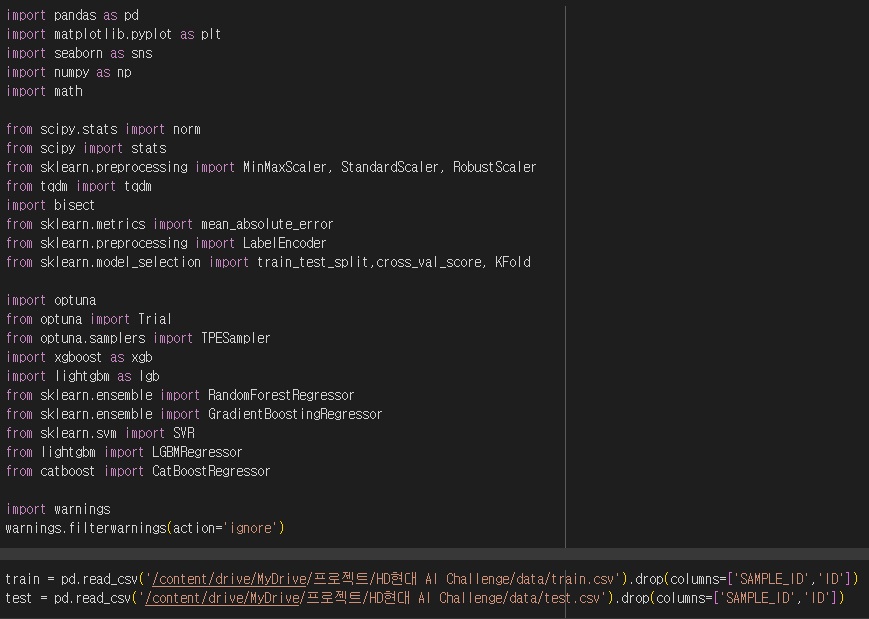 import pandas as pd
import matplotlib.pyplot as plt
import seaborn as sns
import numpy as np
import math
from scipy.stats import norm
from scipy import stats
from sklearn.preprocessing import MinMaxScaler, StandardScaler, RobustScaler
from tqdm import tqdm
import bisect
from sklearn.metrics import mean_absolute_error
from sklearn.preprocessing import LabelEncoder
from sklearn.model_selection import train_test_split,cross_val_score, KFold
import optuna
from optuna import Trial
from optuna.samplers import TPESampler
import xgboost as xgb
import lightgbm as lgb
from sklearn.ensemble import RandomForestRegressor
from sklearn.ensemble import GradientBoostingRegressor
from sklearn.svm import SVR
from lightgbm import LGBMRegressor
from catboost import CatBoostRegressor
import warnings
warnings.filterwarnings(action='ignore')
train = pd.read_csv('/content/drive/MyDrive/프로젝트/HD현대 AI Challenge/data/train.csv').drop(columns=['SAMPLE_ID','ID'])
test = pd.read_csv('/content/drive/MyDrive/프로젝트/HD현대 AI Challenge/data/test.csv').drop(columns=['SAMPLE_ID','ID'])